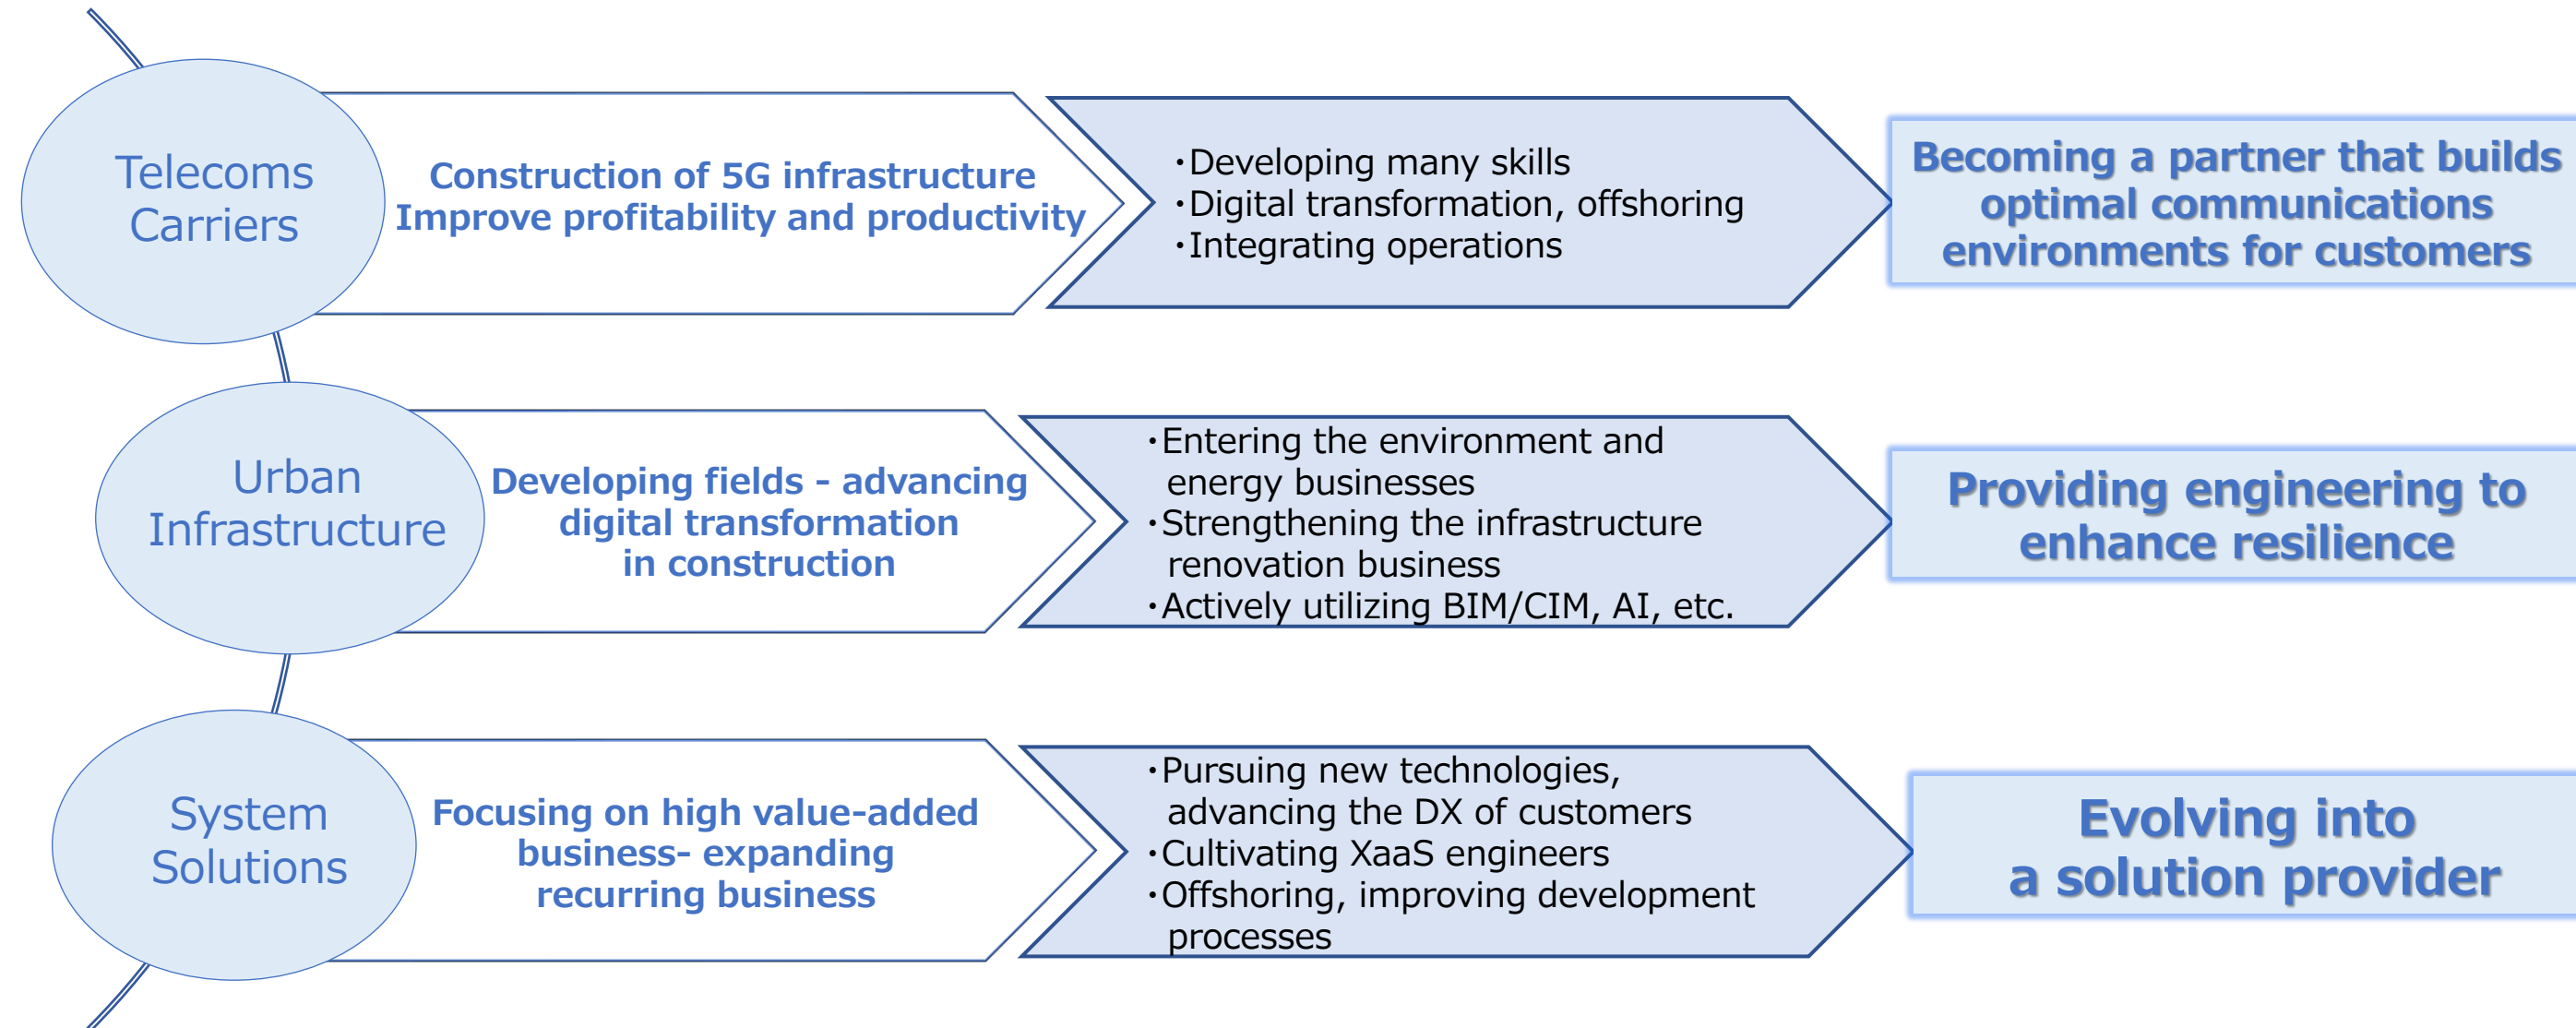 Telecoms
Carriers
Construction of 5G infrastructure
Improve profitability and productivity
・Developing many skills
・Digital transformation, offshoring
・Integrating operations
Becoming a partner that builds
optimal communications
environments for customers
Urban
Infrastructure
Developing fields - advancing
digital transformation
in construction
・Entering the environment and
energy businesses
・Strengthening the infrastructure
renovation business
・Actively utilizing BIM/CIM, AI, etc.
Providing engineering to
enhance resilience
System
Solutions
Focusing on high value-added
business- expanding
recurring business
・Pursuing new technologies,
advancing the DX of customers
・Cultivating XaaS engineers
・Offshoring, improving development
processes
Evolving into
a solution provider